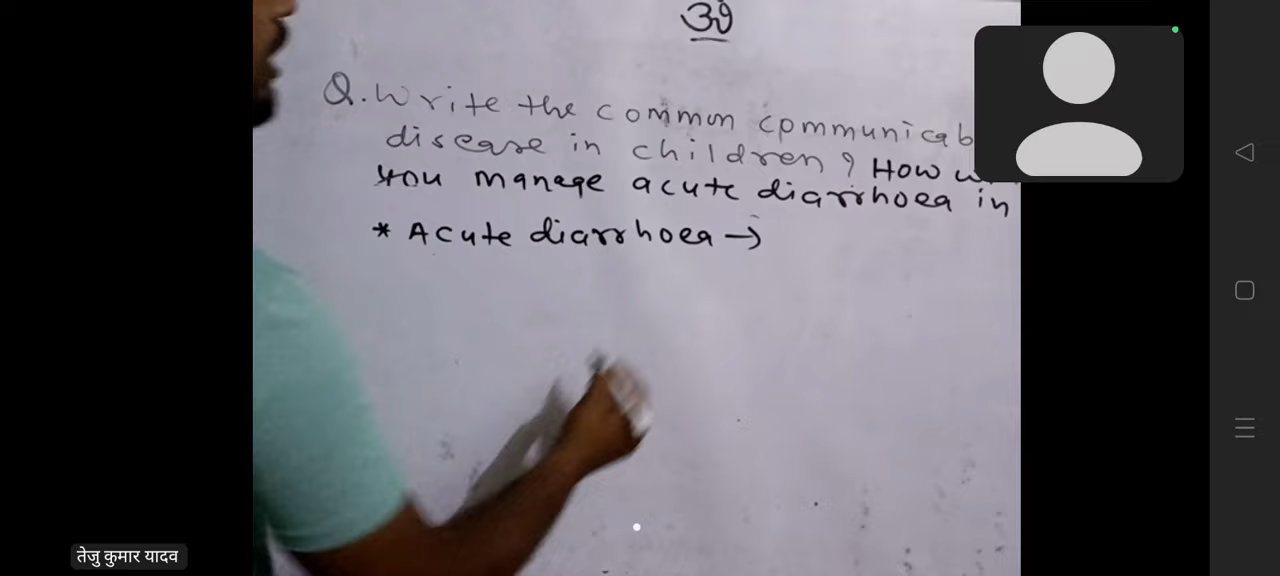 ॐ
Q. Write the common communicab
disease in children ? How
you manage acute diarrhoea in
* Acute diarrhoea →
तेजु कुमार यादव